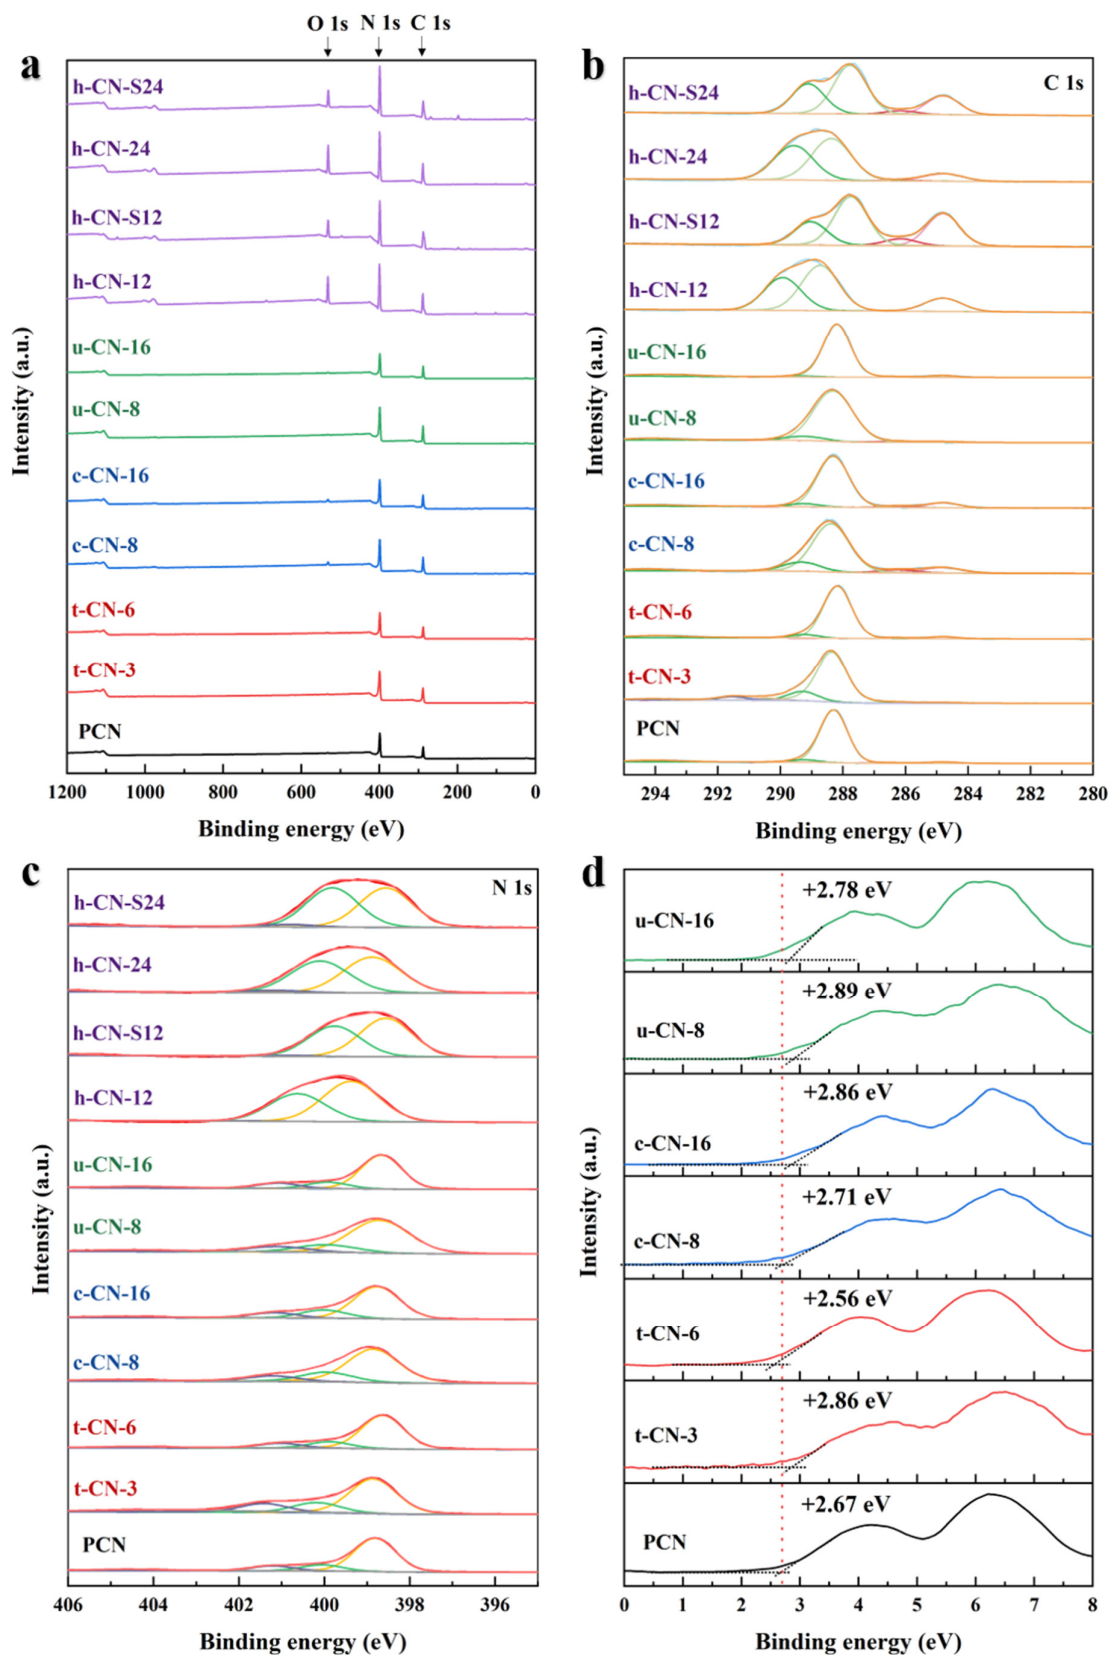 O 1s N 1s C 1s
a
h-CN-S24
h-CN-24
h-CN-S12
h-CN-12
u-CN-16
u-CN-8
c-CN-16
c-CN-8
t-CN-6
t-CN-3
PCN
Intensity (a.u.)
1200 1000 800 600 400 200 0
Binding energy (eV)
b
C 1s
h-CN-S24
h-CN-24
h-CN-S12
h-CN-12
u-CN-16
u-CN-8
c-CN-16
c-CN-8
t-CN-6
t-CN-3
PCN
Intensity (a.u.)
294 292 290 288 286 284 282 280
Binding energy (eV)
c
N 1s
h-CN-S24
h-CN-24
h-CN-S12
h-CN-12
u-CN-16
u-CN-8
c-CN-16
c-CN-8
t-CN-6
t-CN-3
PCN
Intensity (a.u.)
406 404 402 400 398 396
Binding energy (eV)
d
+2.78 eV
u-CN-16
+2.89 eV
u-CN-8
+2.86 eV
c-CN-16
+2.71 eV
c-CN-8
+2.56 eV
t-CN-6
+2.86 eV
t-CN-3
+2.67 eV
PCN
Intensity (a.u.)
0 1 2 3 4 5 6 7 8
Binding energy (eV)